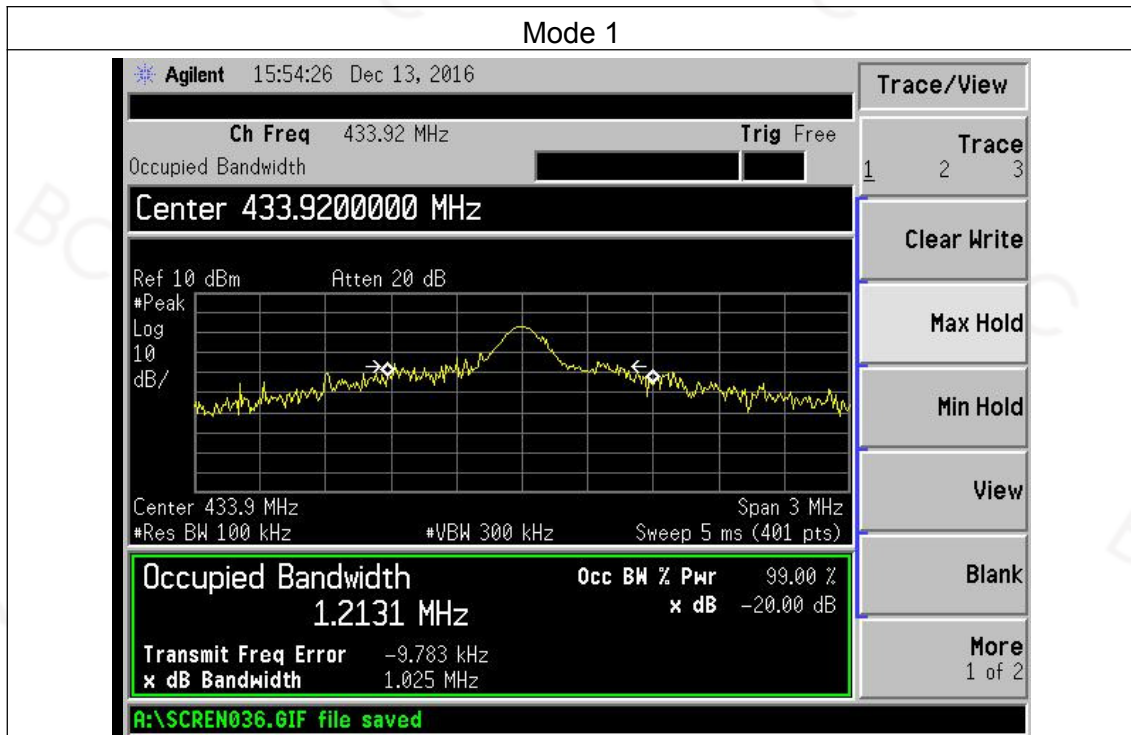 Mode 1
Agilent 15:54:26 Dec 13, 2016
Trace/View
Ch Freq 433.92 MHz Trig Free
Occupied Bandwidth
Trace
1 2 3
Center 433.9200000 MHz
Clear Write
Ref 10 dBm Atten 20 dB
#Peak
Log
10
dB/
Max Hold
Min Hold
View
Center 433.9 MHz Span 3 MHz
#Res BW 100 kHz #VBW 300 kHz Sweep 5 ms (401 pts)
Occupied Bandwidth Occ BW % Pwr 99.00 %
1.2131 MHz x dB -20.00 dB
Blank
Transmit Freq Error -9.783 kHz
x dB Bandwidth 1.025 MHz
More
1 of 2
A:\SCREN036.GIF file saved